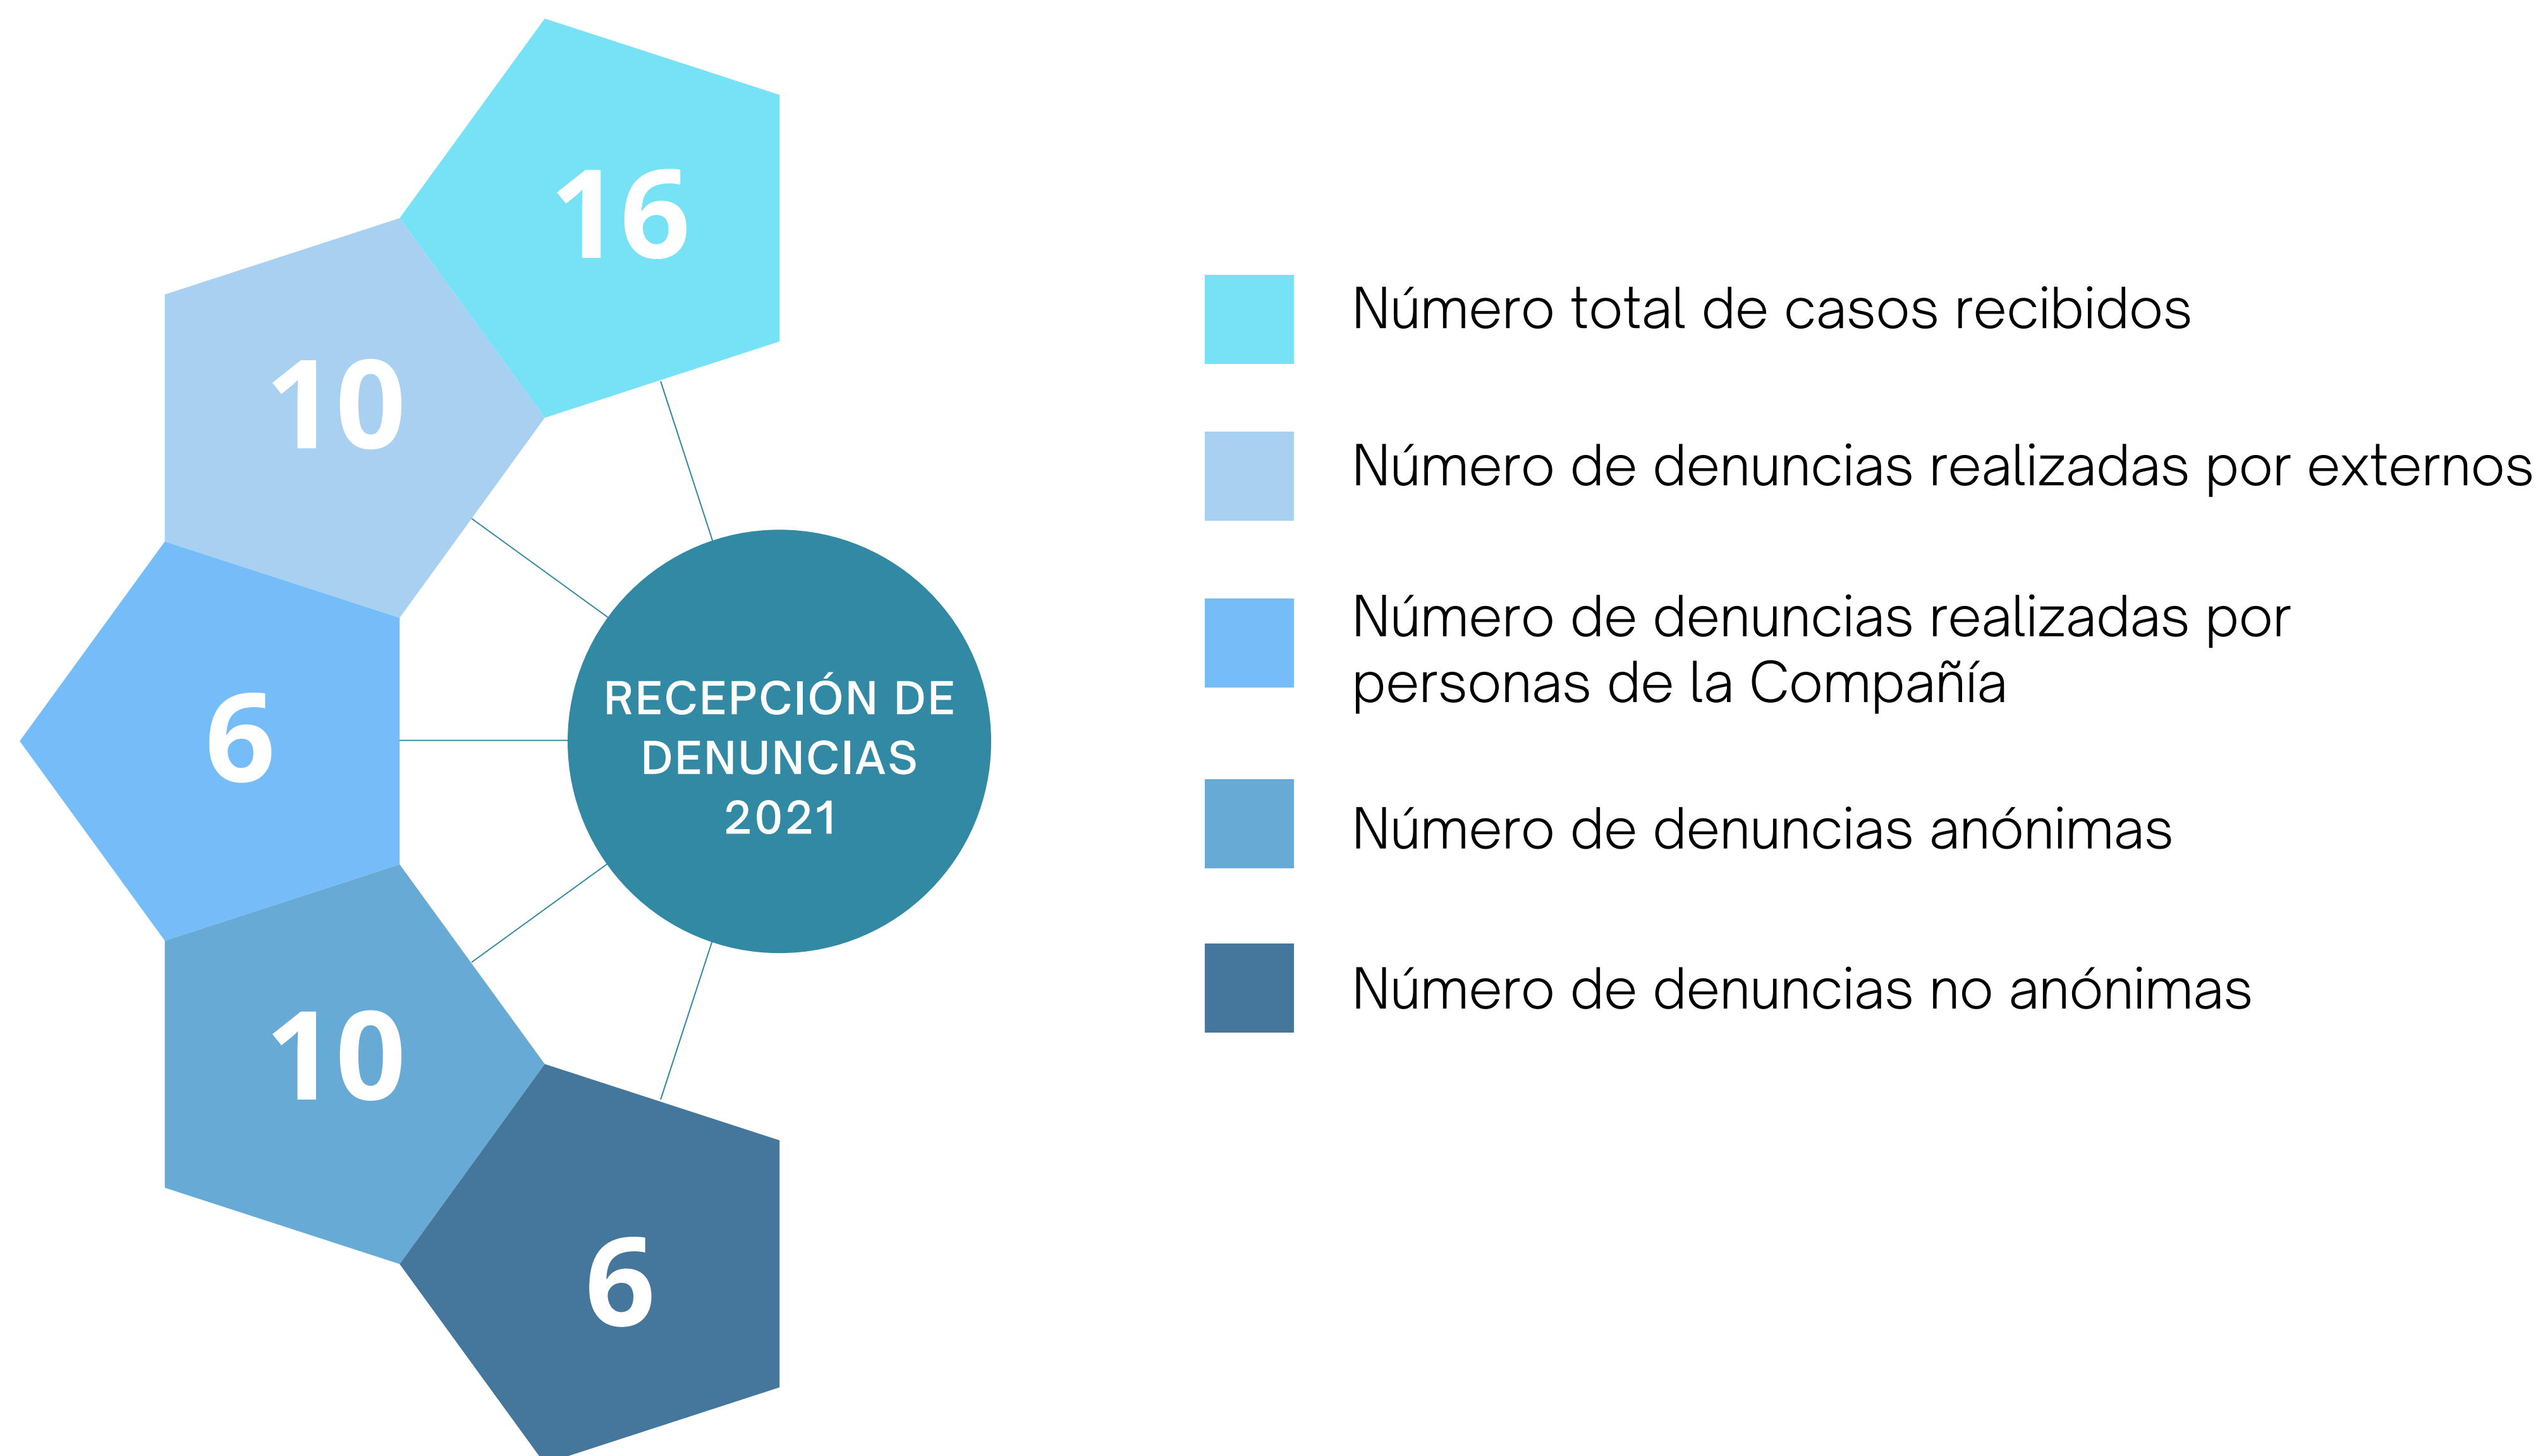 16
10
6
10
6
RECEPCIÓN DE
DENUNCIAS
2021
Número total de casos recibidos
Número de denuncias realizadas por externos
Número de denuncias realizadas por
personas de la Compañía
Número de denuncias anónimas
Número de denuncias no anónimas